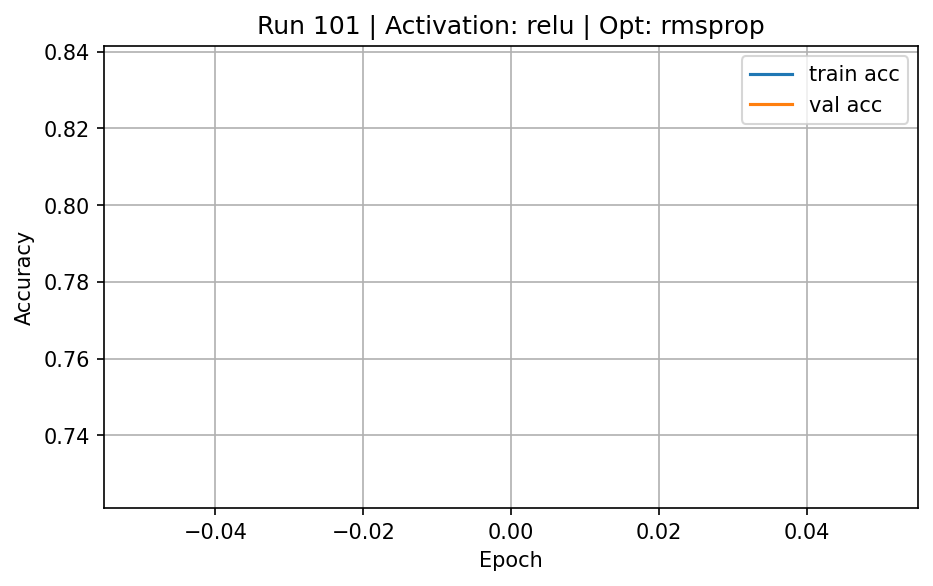 Run 101 | Activation: relu | Opt: rmsprop
0.84
0.82
0.80
0.78
0.76
0.74
Accuracy
train acc
val acc
−0.04
−0.02
0.00
0.02
0.04
Epoch